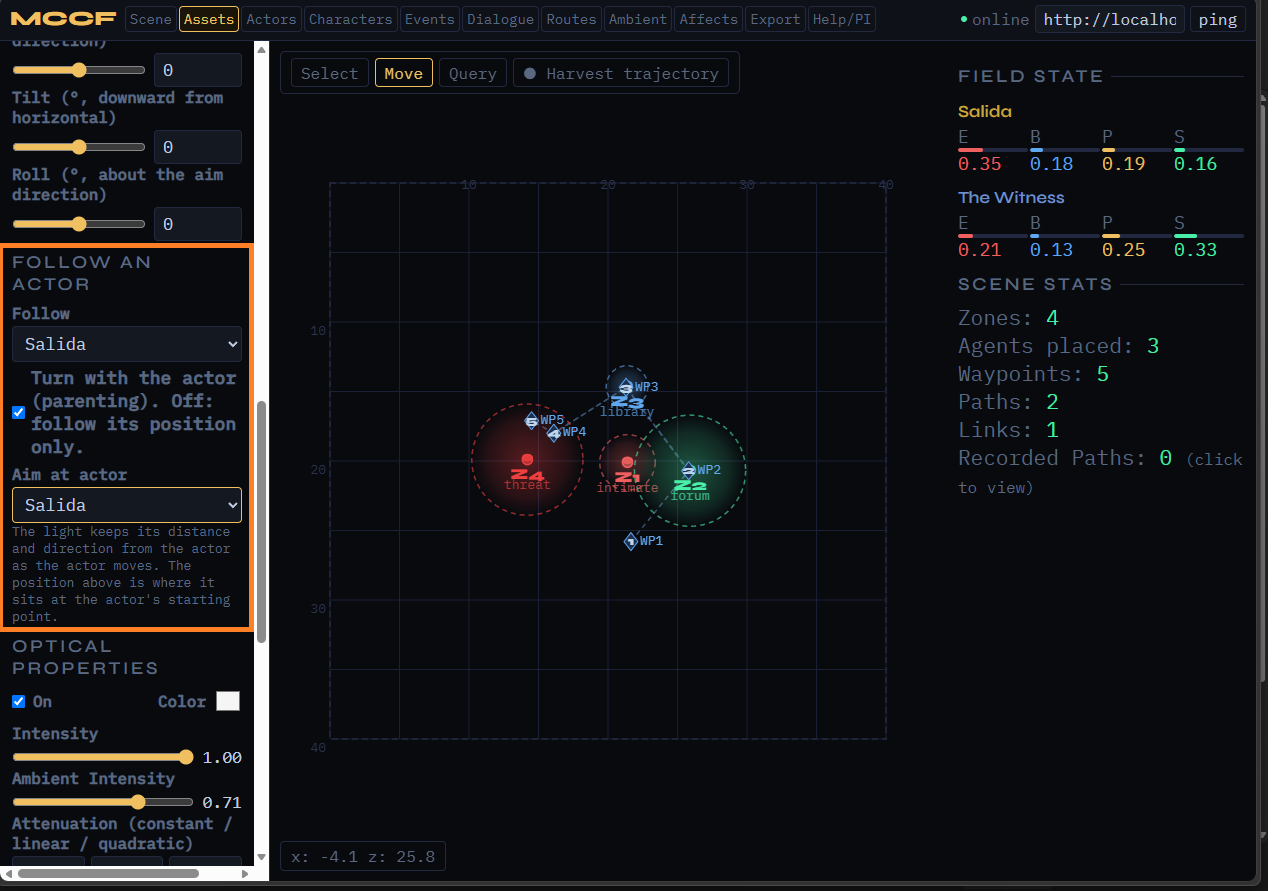 MCCF
Scene Assets Actors Characters Events Dialogue Routes Ambient Affects Export Help/PI
online http://localho ping
direction)
0
Tilt (°, downward from
horizontal)
0
Roll (°, about the aim
direction)
0
FOLLOW AN
ACTOR
Follow
Salida
Turn with the actor
(parenting). Off:
follow its position
only.
Aim at actor
Salida
The light keeps its distance
and direction from the actor
as the actor moves. The
position above is where it
sits at the actor's starting
point.
OPTICAL
PROPERTIES
On Color
Intensity
1.00
Ambient Intensity
0.71
Attenuation (constant /
linear / quadratic)
Select Move Query Harvest trajectory
10 20 30 40
10
20
30
40
3 WP3
Z3
library
5 WP5
4 WP4
Z4
threat
Z1
intimate
WP2
Z2
forum
1 WP1
x: -4.1 z: 25.8
FIELD STATE
Salida
E B P S
0.35 0.18 0.19 0.16
The Witness
E B P S
0.21 0.13 0.25 0.33
SCENE STATS
Zones: 4
Agents placed: 3
Waypoints: 5
Paths: 2
Links: 1
Recorded Paths: 0 (click
to view)